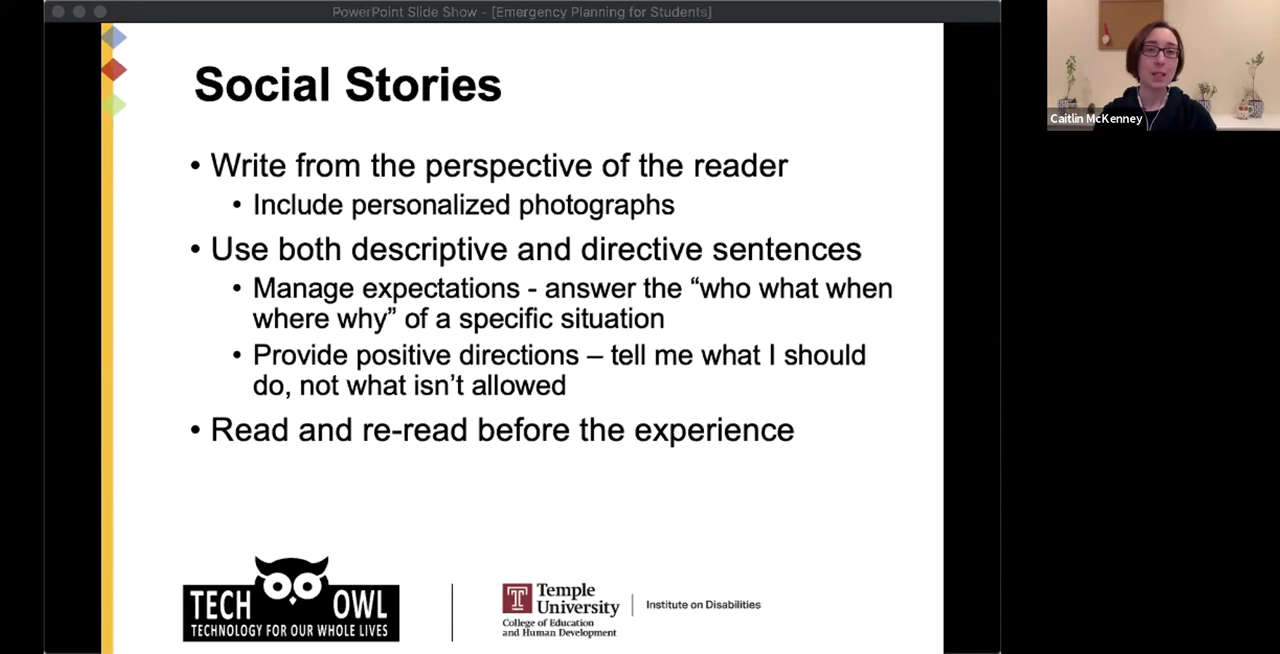 PowerPoint Slide Show - [Emergency Planning for Students]
Social Stories
• Write from the perspective of the reader
• Include personalized photographs
• Use both descriptive and directive sentences
• Manage expectations - answer the “who what when
where why” of a specific situation
• Provide positive directions – tell me what I should
do, not what isn’t allowed
• Read and re-read before the experience
TECH OWL
TECHNOLOGY FOR OUR WHOLE LIVES
T
Temple
University
College of Education
and Human Development
Institute on Disabilities
Caitlin McKenney